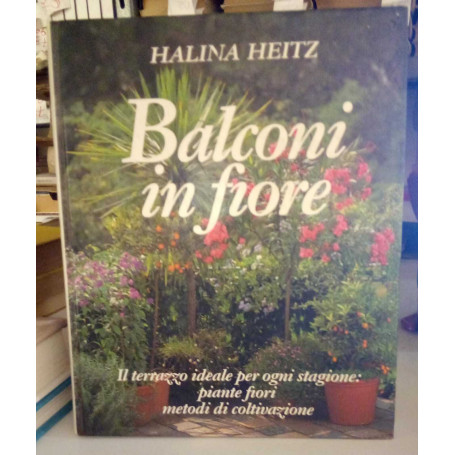 HALINA HEITZ
Balconi
in fiore
Il terrazzo ideale per ogni stagione:
piante fiori
metodi di coltivazione